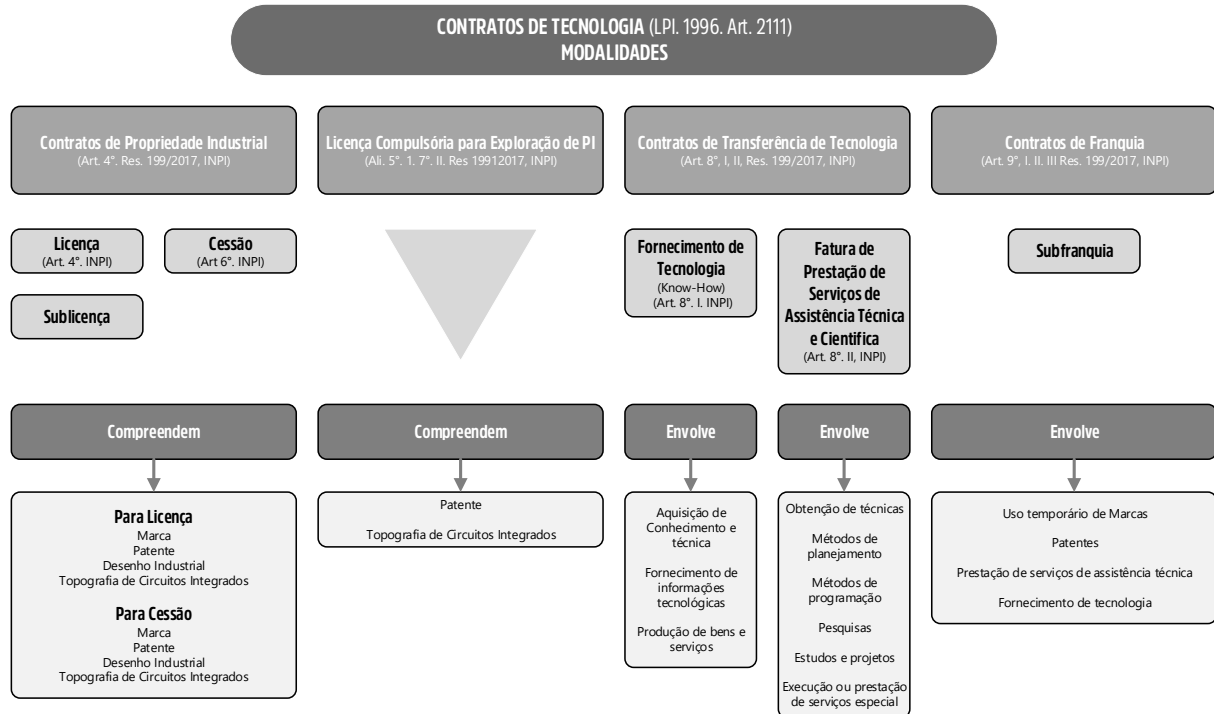 CONTRATOS DE TECNOLOGIA (LPI. 1996. Art. 2111)
MODALIDADES
Contratos de Propriedade Industrial
(Art. 4°. Res. 199/2017, INPI)
Licença Compulsória para Exploração de PI
(Ali. 5°. 1. 7°. II. Res 19912017, INPI)
Contratos de Transferência de Tecnologia
(Art. 8°, I, II, Res. 199/2017, INPI)
Contratos de Franquia
(Art. 9°, I. II. III Res. 199/2017, INPI)
Licença
(Art. 4°. INPI)
Cessão
(Art 6°. INPI)
Sublicença
Fornecimento de
Tecnologia
(Know-How)
(Art. 8°. I. INPI)
Fatura de
Prestação de
Serviços de
Assistência Técnica
e Cientifica
(Art. 8°. II, INPI)
Subfranquia
Compreendem
Compreendem
Envolve
Envolve
Envolve
Para Licença
Marca
Patente
Desenho Industrial
Topografia de Circuitos Integrados
Para Cessão
Marca
Patente
Desenho Industrial
Topografia de Circuitos Integrados
Patente
Topografia de Circuitos Integrados
Aquisição de
Conhecimento e
técnica
Fornecimento de
informações
tecnológicas
Produção de bens e
serviços
Obtenção de técnicas
Métodos de
planejamento
Métodos de
programação
Pesquisas
Estudos e projetos
Execução ou prestação
de serviços especial
Uso temporário de Marcas
Patentes
Prestação de serviços de assistência técnica
Fornecimento de tecnologia